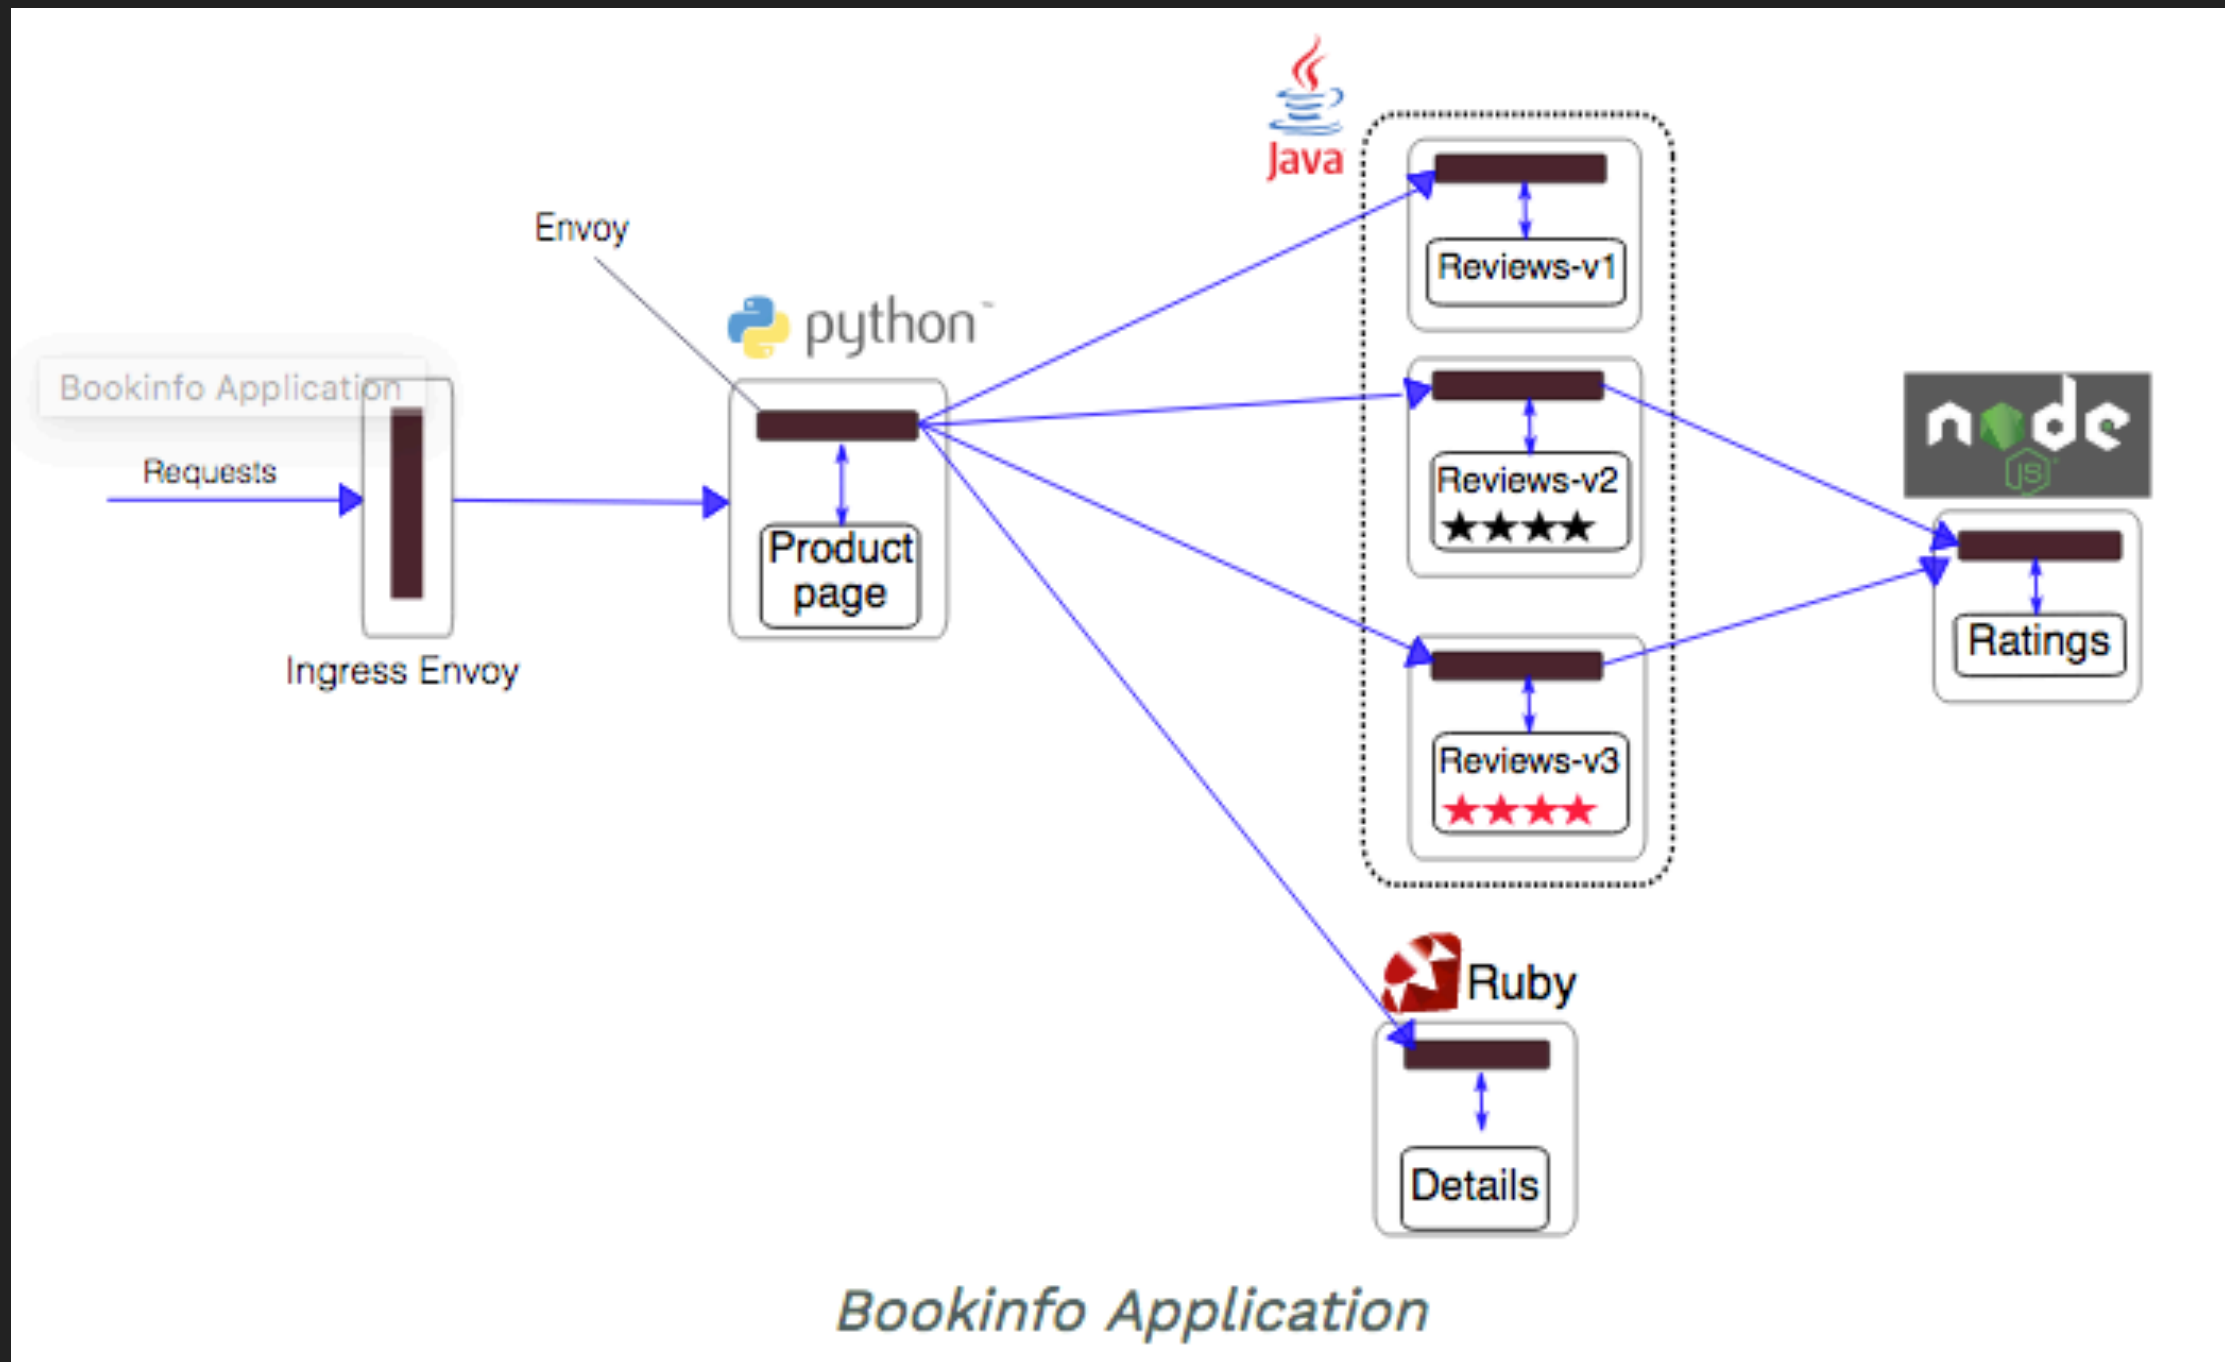 Java
Envoy
python
Bookinfo Application
Requests
Ingress Envoy
Product
page
Reviews-v1
Reviews-v2
Reviews-v3
node
JS
Ratings
Ruby
Details
Bookinfo Application